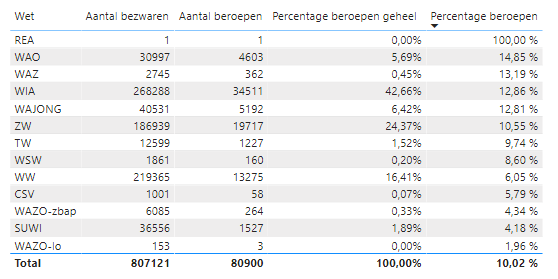 Wet Aantal bezwaren Aantal beroepen Percentage beroepen geheel Percentage beroepen
REA 1 1 0,00% 100,00 %
WAO 30997 4603 5,69% 14,85 %
WAZ 2745 362 0,45% 13,19 %
WIA 268288 34511 42,66% 12,86 %
WAJONG 40531 5192 6,42% 12,81 %
ZW 186939 19717 24,37% 10,55 %
TW 12599 1227 1,52% 9,74 %
WSW 1861 160 0,20% 8,60 %
WW 219365 13275 16,41% 6,05 %
CSV 1001 58 0,07% 5,79 %
WAZO-zbap 6085 264 0,33% 4,34 %
SUWI 36556 1527 1,89% 4,18 %
WAZO-lo 153 3 0,00% 1,96 %
Total 807121 80900 100,00% 10,02 %